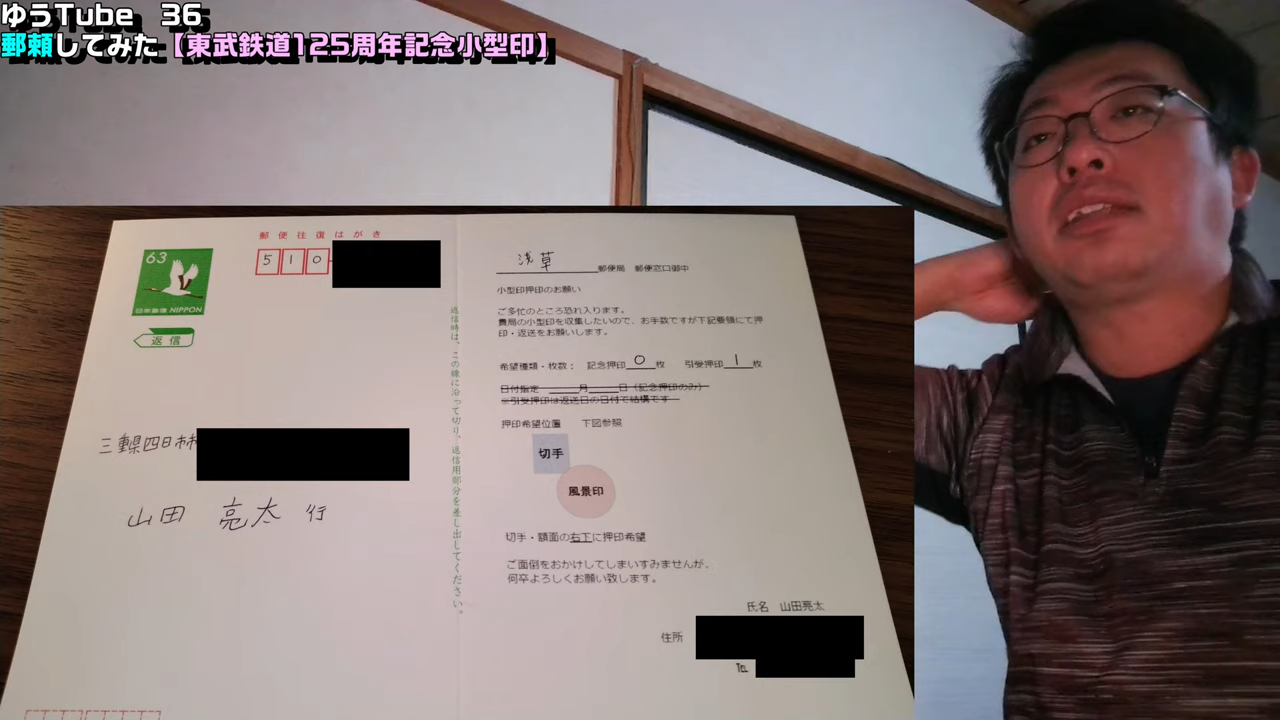 ゆうTube 36
郵頼してみた【東武鉄道125周年記念小型印】
郵便往復はがき
63
日本郵便 NIPPON
510
返信
三重県四日市市
山田 亮太 行
返信時は、この線に沿って切り、返信用部分を差し出してください。
浅草 郵便局 郵便窓口御中
小型印押印のお願い
ご多忙のところ恐れ入ります。
貴局の小型印を収集したいので、お手数ですが下記要領にて押
印・返送をお願いします。
希望種類・枚数: 記念押印 0 枚 引受押印 1 枚
日付指定 月 日(記念押印のみ)
※引受押印は返送日の日付で結構です
押印希望位置 下図参照
切手
風景印
切手・額面の右下に押印希望
ご面倒をおかけしてしまいすみませんが、
何卒よろしくお願い致します。
氏名 山田亮太
住所
℡